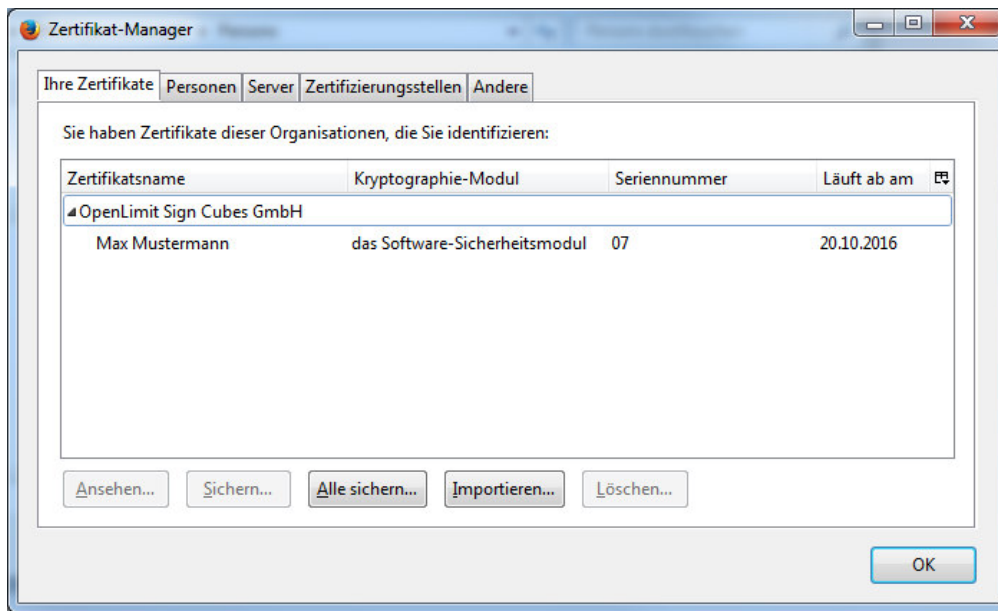 Zertifikat-Manager
Ihre Zertifikate Personen Server Zertifizierungsstellen Andere
Sie haben Zertifikate dieser Organisationen, die Sie identifizieren:
Zertifikatsname Kryptographie-Modul Seriennummer Läuft ab am
OpenLimit Sign Cubes GmbH
Max Mustermann das Software-Sicherheitsmodul 07 20.10.2016
Ansehen... Sichern... Alle sichern... Importieren... Löschen...
OK